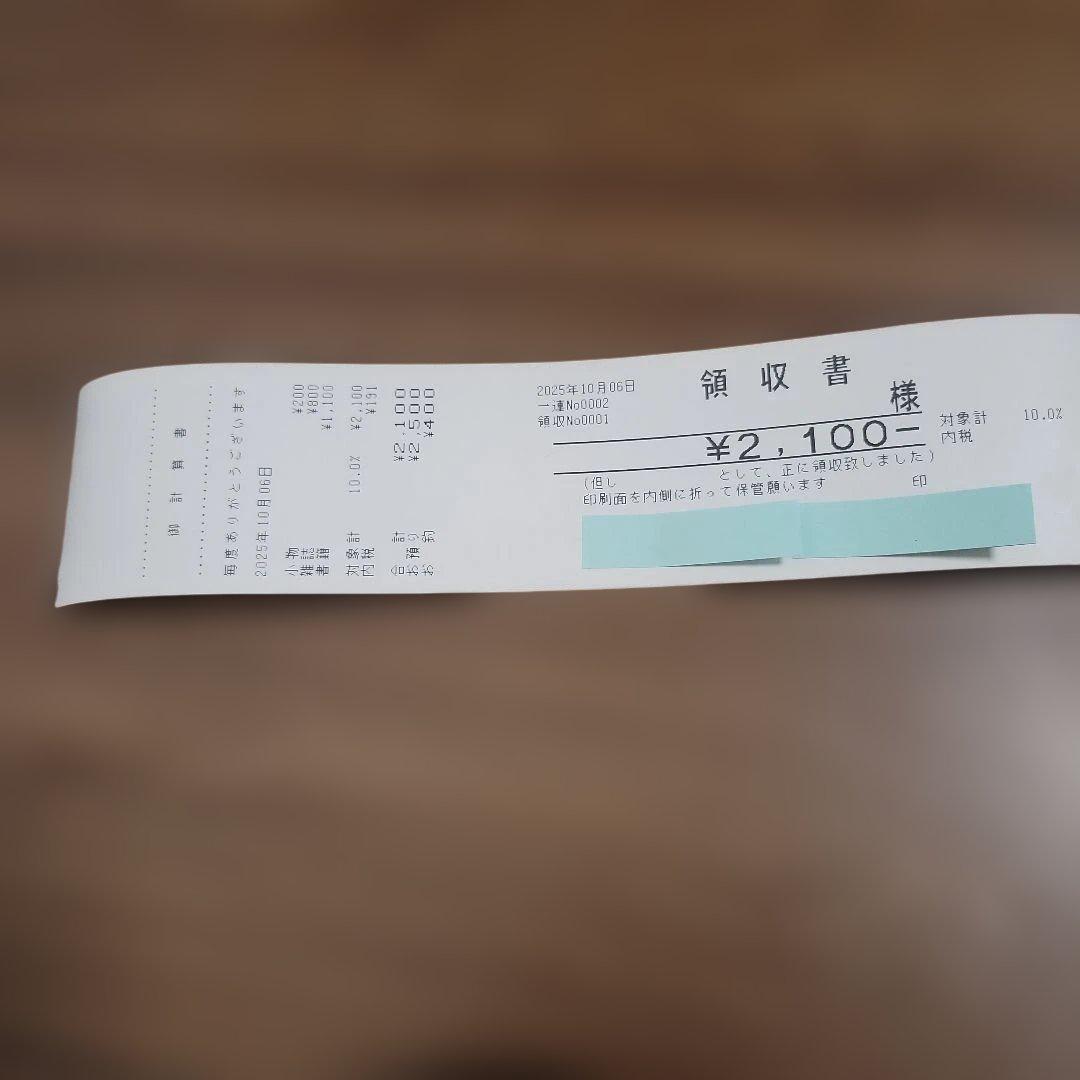 御 計 算 書
毎度ありがとうございます
2025年10月06日
小物 ¥200
雑誌 ¥800
書籍 ¥1,100
対象計 10.0% ¥2,100
内税 ¥191
合 計 ¥2,100
お預り ¥2,500
お釣 ¥400
2025年10月06日
一連No0002
領収No0001
領 収 書
様
¥2,100−
(但し として、正に領収致しました)
印刷面を内側に折って保管願います 印
対象計 10.0%
内税